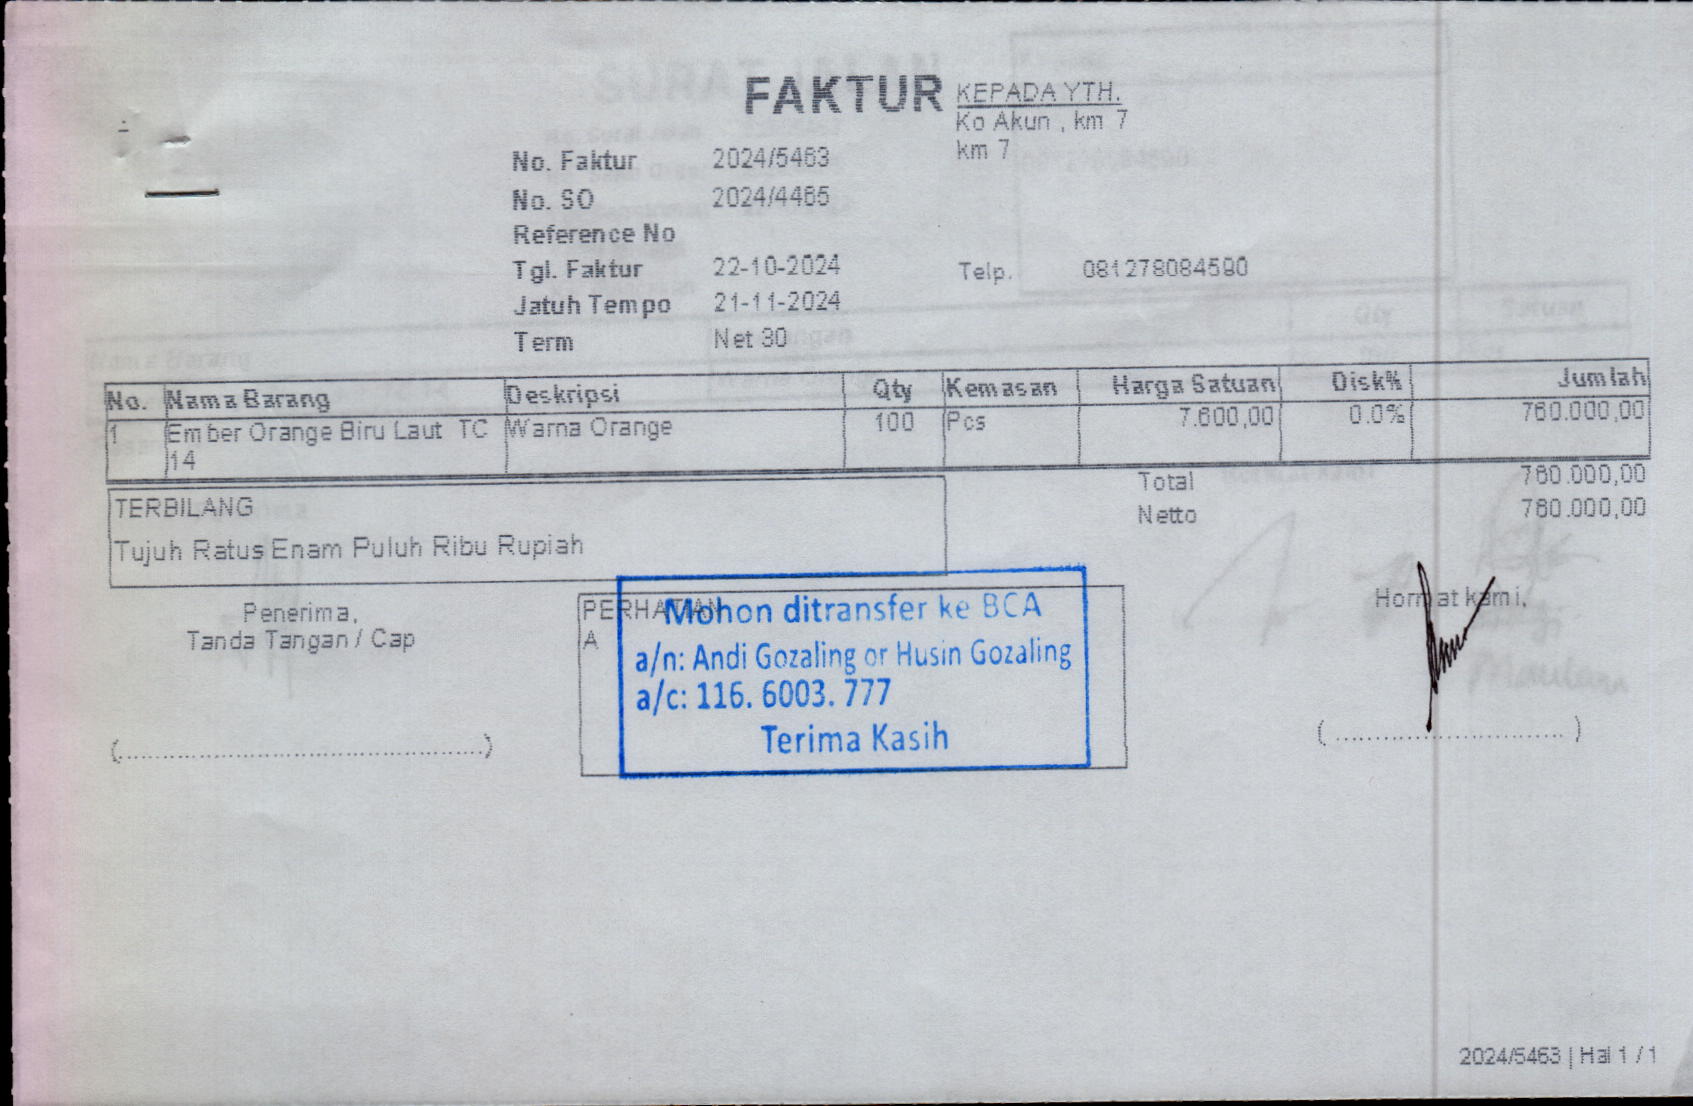 FAKTUR
KEPADA YTH.
Ko Akun , km 7
km 7
No. Faktur 2024/5463
No. SO 2024/4465
Reference No
Tgl. Faktur 22-10-2024
Telp. 081278084590
Jatuh Tempo 21-11-2024
Term Net 30
No. Nama Barang Deskripsi Qty Kemasan Harga Satuan Disk% Jumlah
1 Ember Orange Biru Laut TC Warna Orange 100 Pcs 7.600,00 0.0% 760.000,00
14
Total 760.000,00
Netto 760.000,00
TERBILANG
Tujuh Ratus Enam Puluh Ribu Rupiah
Penerima,
Tanda Tangan / Cap
(................................................)
PERHATIAN
A
Mohon ditransfer ke BCA
a/n: Andi Gozaling or Husin Gozaling
a/c: 116. 6003. 777
Terima Kasih
Hormat kami,
(..............................)
2024/5463 | Hal 1 / 1